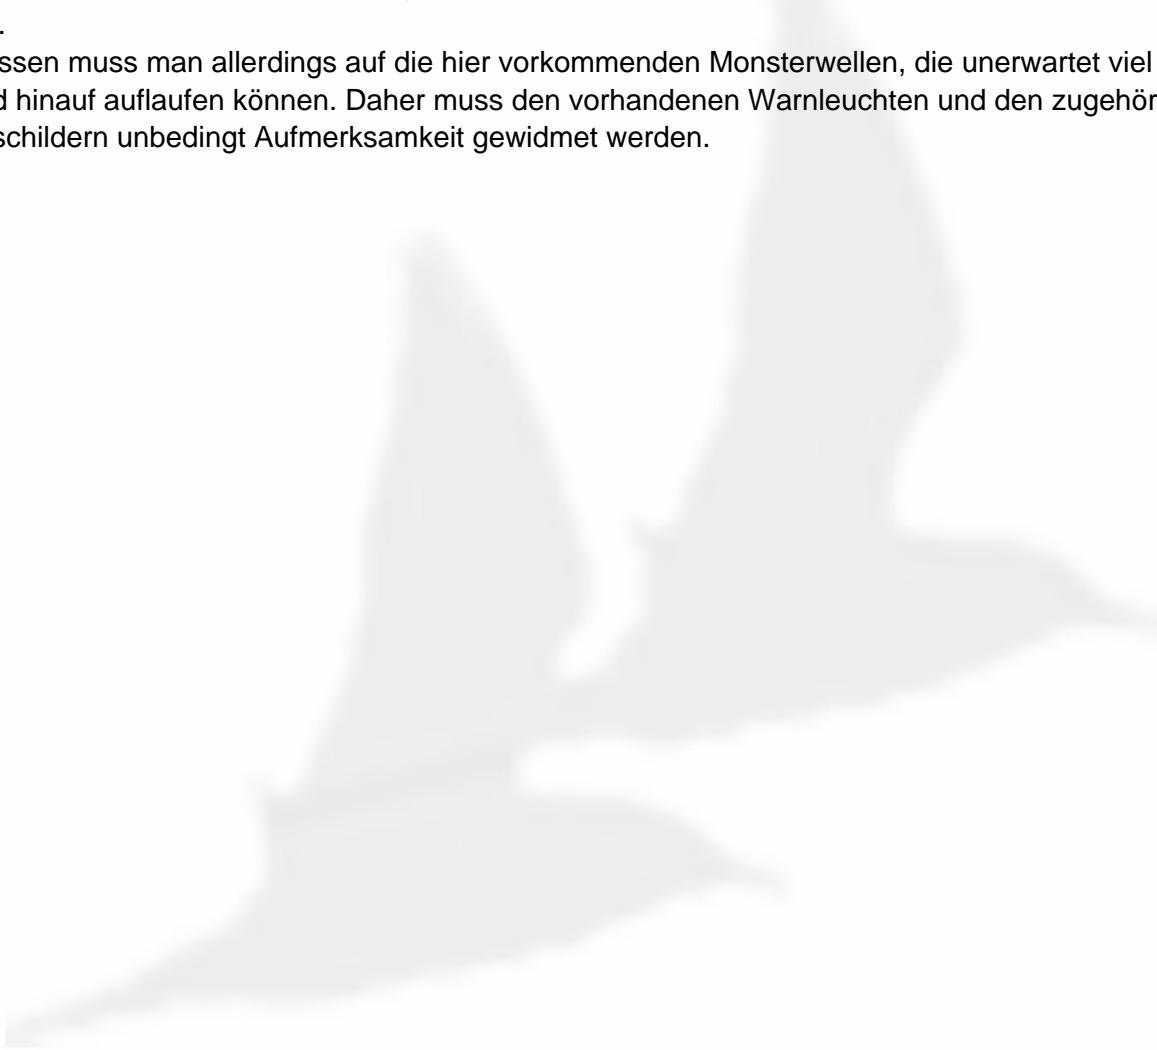 .
ssen muss man allerdings auf die hier vorkommenden Monsterwellen, die unerwartet viel
d hinauf auflaufen können. Daher muss den vorhandenen Warnleuchten und den zugehör
schildern unbedingt Aufmerksamkeit gewidmet werden.